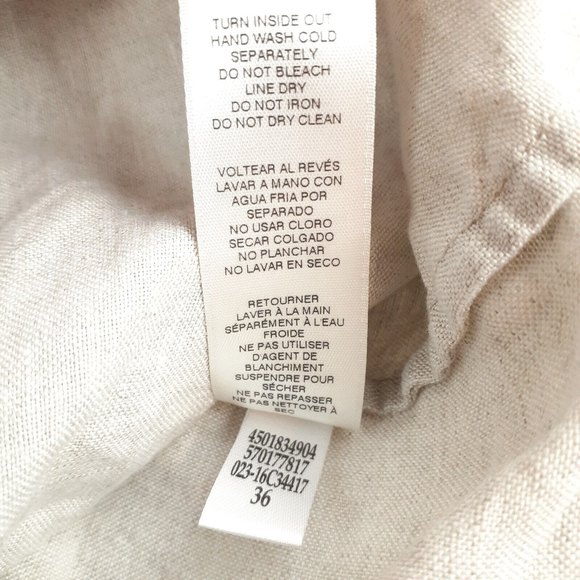 TURN INSIDE OUT
HAND WASH COLD
SEPARATELY
DO NOT BLEACH
LINE DRY
DO NOT IRON
DO NOT DRY CLEAN
VOLTEAR AL REVÉS
LAVAR A MANO CON
AGUA FRIA POR
SEPARADO
NO USAR CLORO
SECAR COLGADO
NO PLANCHAR
NO LAVAR EN SECO
RETOURNER
LAVER À LA MAIN
SÉPARÉMENT À L'EAU
FROIDE
NE PAS UTILISER
D'AGENT DE
BLANCHIMENT
SUSPENDRE POUR
SÉCHER
NE PAS REPASSER
NE PAS NETTOYER À
SEC
4501834904
570177817
023-16C34417
36